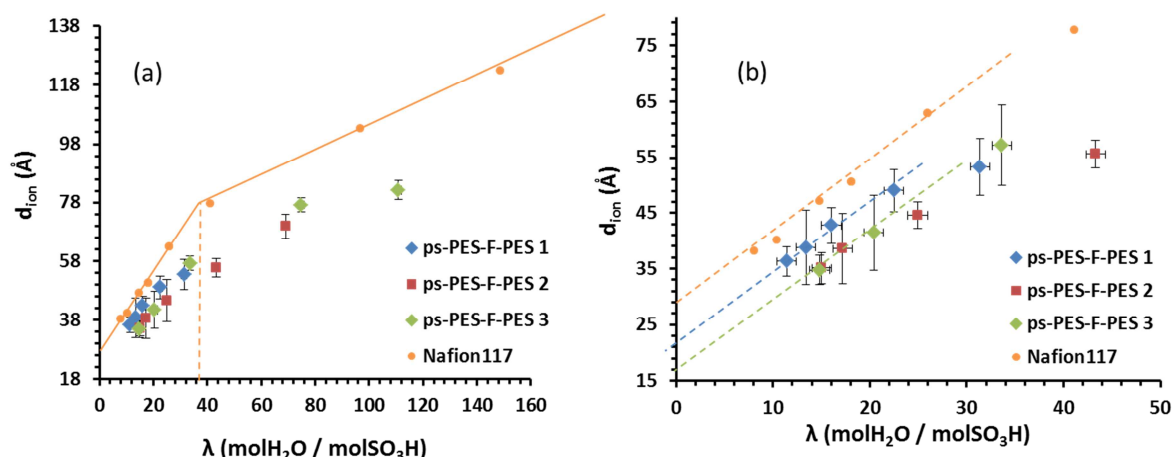 (a)
d_ion (Å)
138
118
98
78
58
38
18
0 20 40 60 80 100 120 140 160
λ (molH₂O / molSO₃H)
ps-PES-F-PES 1
ps-PES-F-PES 2
ps-PES-F-PES 3
Nafion117
(b)
d_ion (Å)
75
65
55
45
35
25
15
0 10 20 30 40 50
λ (molH₂O / molSO₃H)
ps-PES-F-PES 1
ps-PES-F-PES 2
ps-PES-F-PES 3
Nafion117